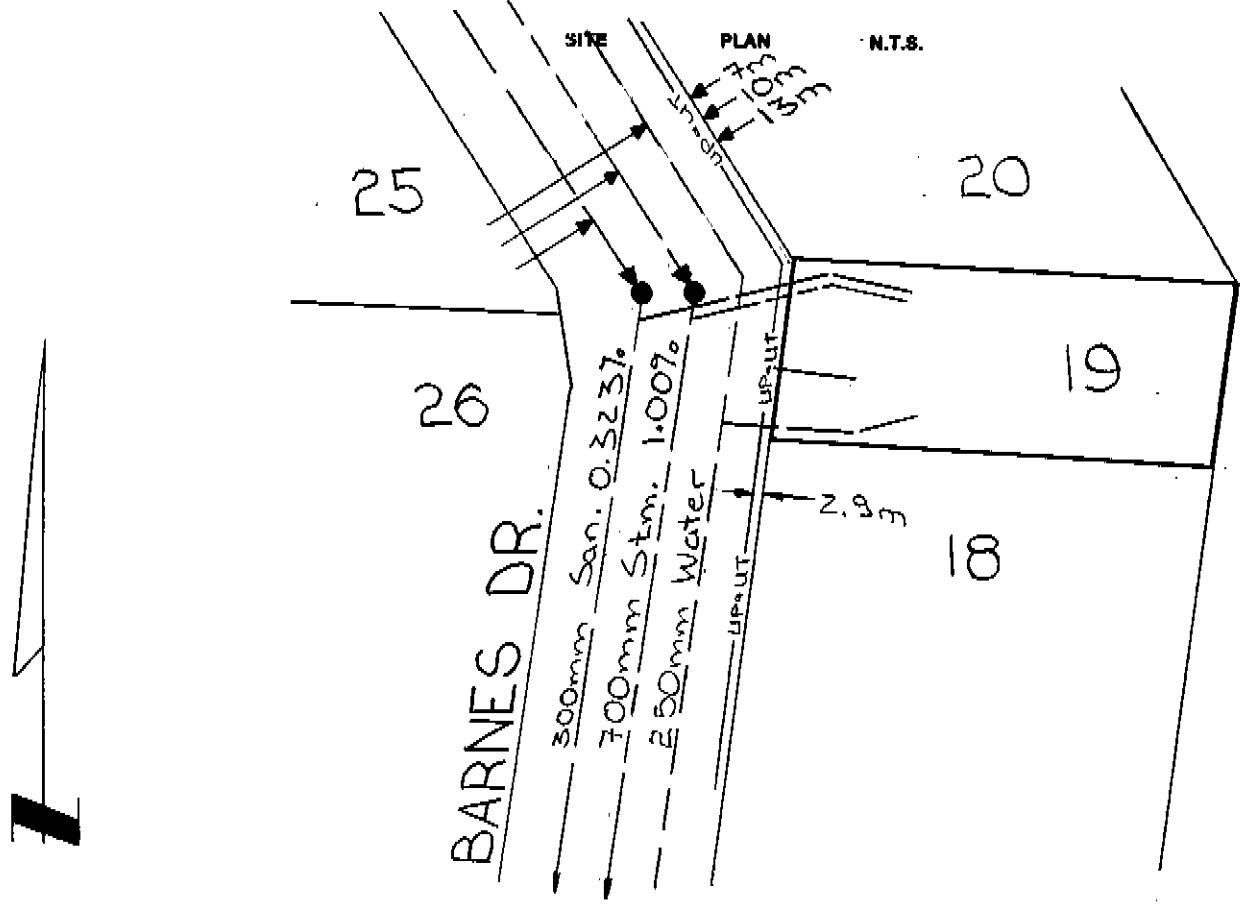 SITE PLAN N.T.S.
7m
10m
13m
UP&UT
25
20
19
26
18
UP&UT
2.9m
UP&UT
300mm San. 0.323%
700mm Stm. 1.00%
250mm Water
BARNES DR.